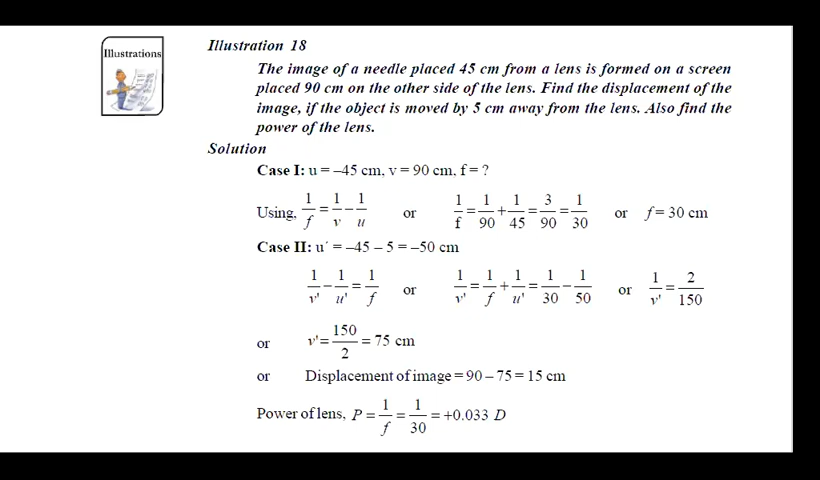 Illustrations
Illustration 18
The image of a needle placed 45 cm from a lens is formed on a screen
placed 90 cm on the other side of the lens. Find the displacement of the
image, if the object is moved by 5 cm away from the lens. Also find the
power of the lens.
Solution
Case I: u = –45 cm, v = 90 cm, f = ?
Using, 1/f = 1/v – 1/u or 1/f = 1/90 + 1/45 = 3/90 = 1/30 or f = 30 cm
Case II: u´ = –45 – 5 = –50 cm
1/v' – 1/u' = 1/f or 1/v' = 1/f + 1/u' = 1/30 – 1/50 or 1/v' = 2/150
or v' = 150/2 = 75 cm
or Displacement of image = 90 – 75 = 15 cm
Power of lens, P = 1/f = 1/30 = +0.033 D